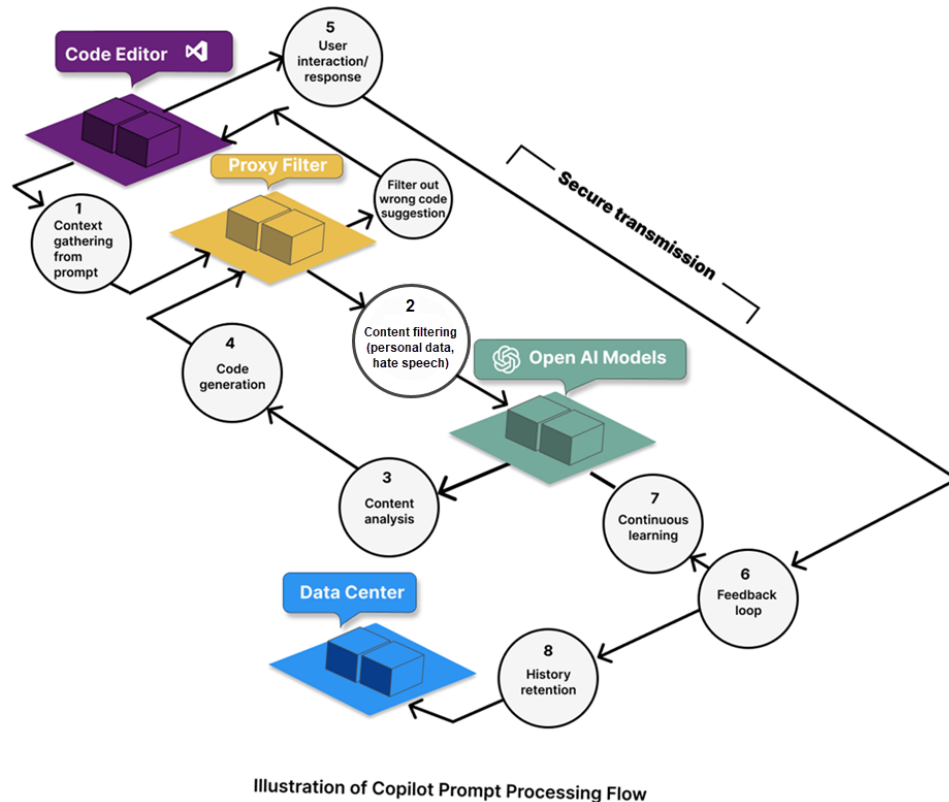 5
User
interaction/
response
Code Editor
Proxy Filter
Filter out
wrong code
suggestion
1
Context
gathering
from
prompt
Secure transmission
2
Content filtering
(personal data,
hate speech)
4
Code
generation
Open AI Models
3
Content
analysis
7
Continuous
learning
6
Feedback
loop
Data Center
8
History
retention
Illustration of Copilot Prompt Processing Flow